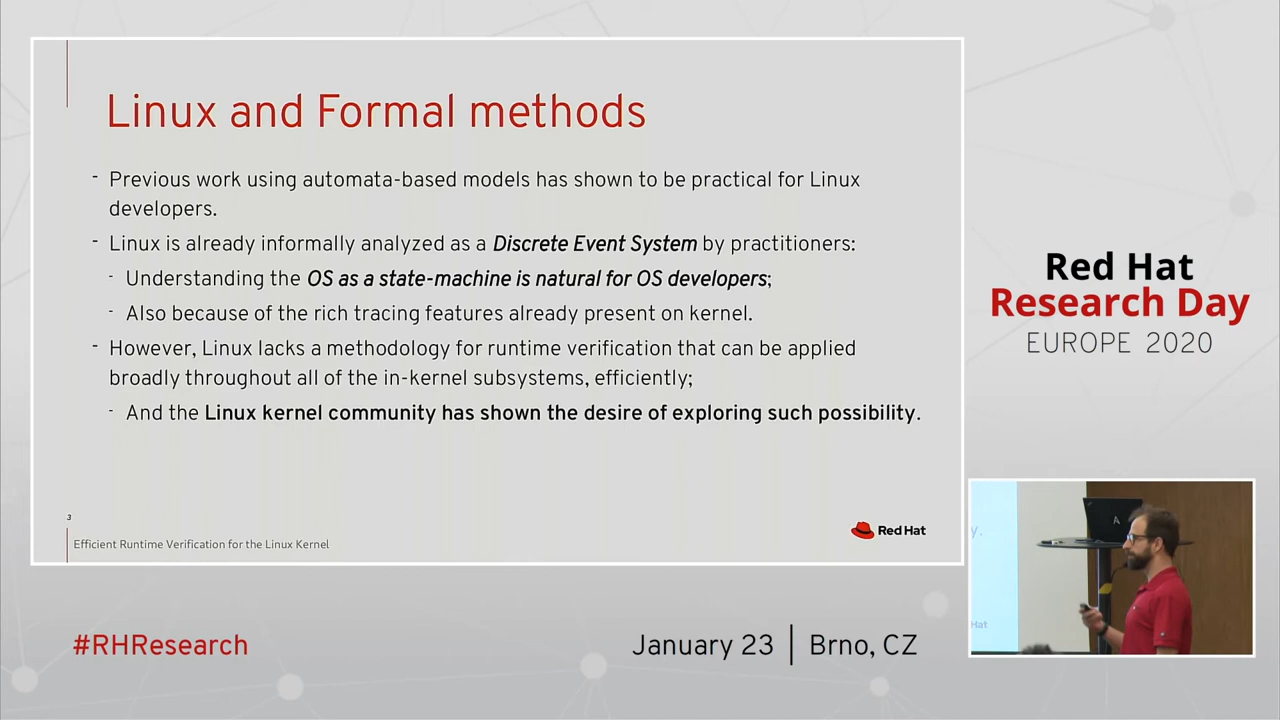 Linux and Formal methods
- Previous work using automata-based models has shown to be practical for Linux
developers.
- Linux is already informally analyzed as a Discrete Event System by practitioners:
- Understanding the OS as a state-machine is natural for OS developers;
- Also because of the rich tracing features already present on kernel.
- However, Linux lacks a methodology for runtime verification that can be applied
broadly throughout all of the in-kernel subsystems, efficiently;
- And the Linux kernel community has shown the desire of exploring such possibility.
3
Efficient Runtime Verification for the Linux Kernel
Red Hat
Red Hat
Research Day
EUROPE 2020
y.
Hat
#RHResearch
January 23 | Brno, CZ